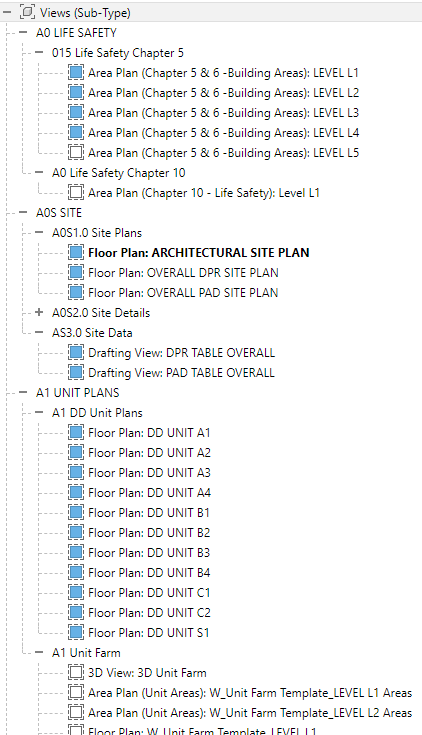 Views (Sub-Type)
A0 LIFE SAFETY
015 Life Safety Chapter 5
Area Plan (Chapter 5 & 6 -Building Areas): LEVEL L1
Area Plan (Chapter 5 & 6 -Building Areas): LEVEL L2
Area Plan (Chapter 5 & 6 -Building Areas): LEVEL L3
Area Plan (Chapter 5 & 6 -Building Areas): LEVEL L4
Area Plan (Chapter 5 & 6 -Building Areas): LEVEL L5
A0 Life Safety Chapter 10
Area Plan (Chapter 10 - Life Safety): Level L1
A0S SITE
A0S1.0 Site Plans
Floor Plan: ARCHITECTURAL SITE PLAN
Floor Plan: OVERALL DPR SITE PLAN
Floor Plan: OVERALL PAD SITE PLAN
A0S2.0 Site Details
AS3.0 Site Data
Drafting View: DPR TABLE OVERALL
Drafting View: PAD TABLE OVERALL
A1 UNIT PLANS
A1 DD Unit Plans
Floor Plan: DD UNIT A1
Floor Plan: DD UNIT A2
Floor Plan: DD UNIT A3
Floor Plan: DD UNIT A4
Floor Plan: DD UNIT B1
Floor Plan: DD UNIT B2
Floor Plan: DD UNIT B3
Floor Plan: DD UNIT B4
Floor Plan: DD UNIT C1
Floor Plan: DD UNIT C2
Floor Plan: DD UNIT S1
A1 Unit Farm
3D View: 3D Unit Farm
Area Plan (Unit Areas): W_Unit Farm Template_LEVEL L1 Areas
Area Plan (Unit Areas): W_Unit Farm Template_LEVEL L2 Areas
Floor Plan: W_Unit Farm Template_LEVEL L1